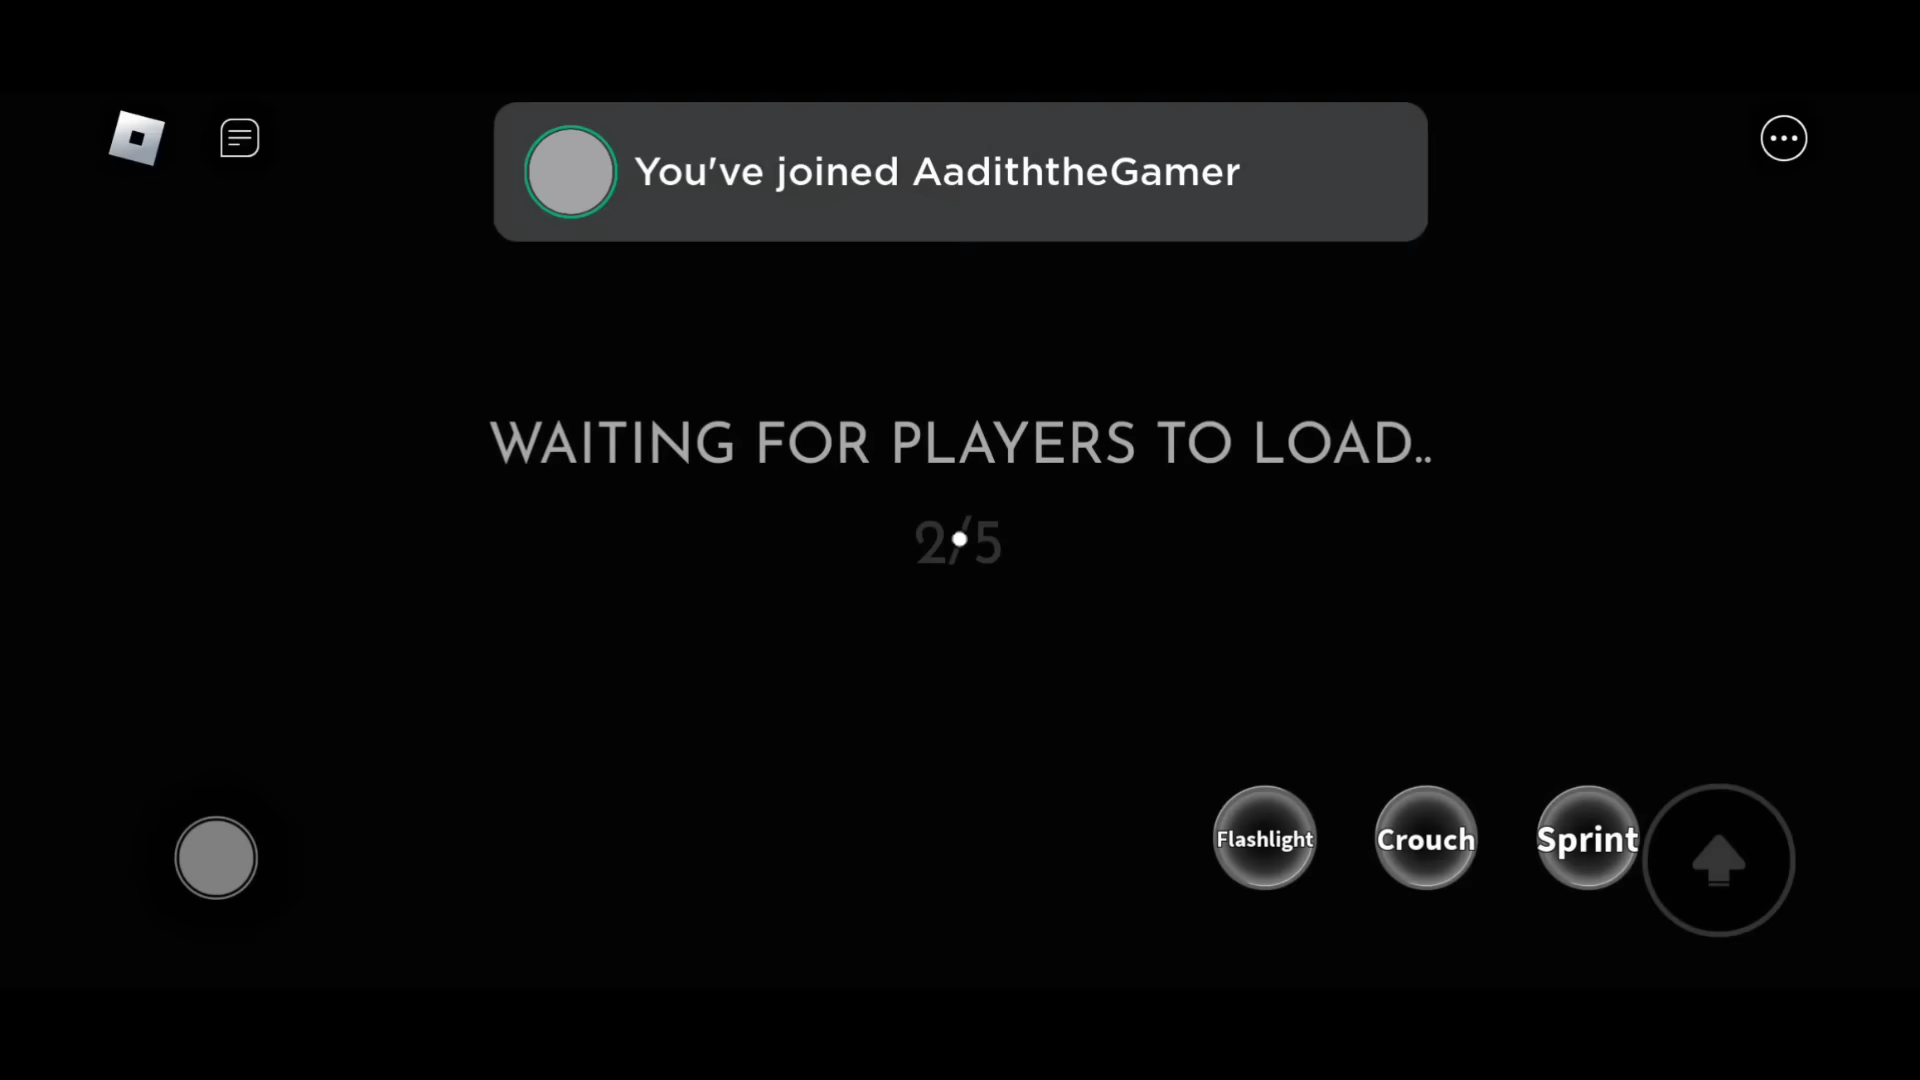 You've joined AadiththeGamer
WAITING FOR PLAYERS TO LOAD..
2/5
Flashlight
Crouch
Sprint